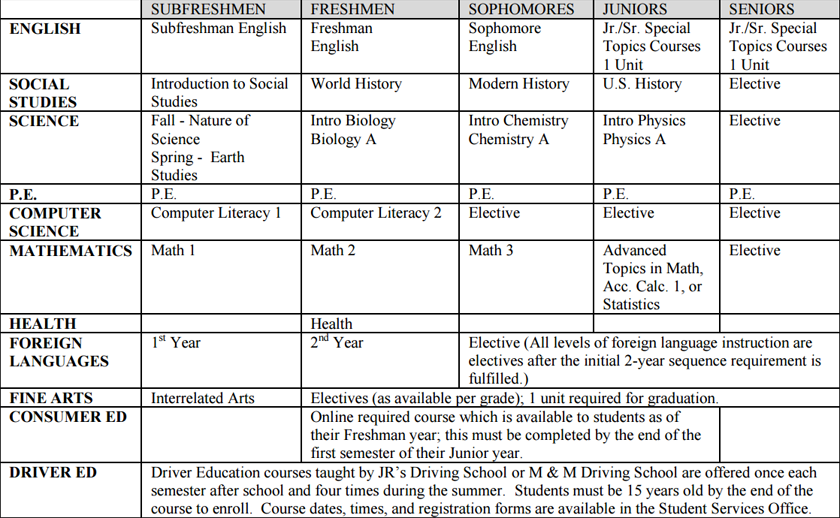 SUBFRESHMEN FRESHMEN SOPHOMORES JUNIORS SENIORS
ENGLISH Subfreshman English Freshman Sophomore Jr./Sr. Special Jr./Sr. Special
English English Topics Courses Topics Courses
1 Unit 1 Unit
SOCIAL Introduction to Social World History Modern History U.S. History Elective
STUDIES Studies
SCIENCE Fall - Nature of Intro Biology Intro Chemistry Intro Physics Elective
Science Biology A Chemistry A Physics A
Spring - Earth
Studies
P.E. P.E. P.E. P.E. P.E. P.E.
COMPUTER Computer Literacy 1 Computer Literacy 2 Elective Elective Elective
SCIENCE
MATHEMATICS Math 1 Math 2 Math 3 Advanced Elective
Topics in Math,
Acc. Calc. 1, or
Statistics
HEALTH Health
FOREIGN 1st Year 2nd Year Elective (All levels of foreign language instruction are
LANGUAGES electives after the initial 2-year sequence requirement is
fulfilled.)
FINE ARTS Interrelated Arts Electives (as available per grade); 1 unit required for graduation.
CONSUMER ED Online required course which is available to students as of
their Freshman year; this must be completed by the end of the
first semester of their Junior year.
DRIVER ED Driver Education courses taught by JR's Driving School or M & M Driving School are offered once each
semester after school and four times during the summer. Students must be 15 years old by the end of the
course to enroll. Course dates, times, and registration forms are available in the Student Services Office.